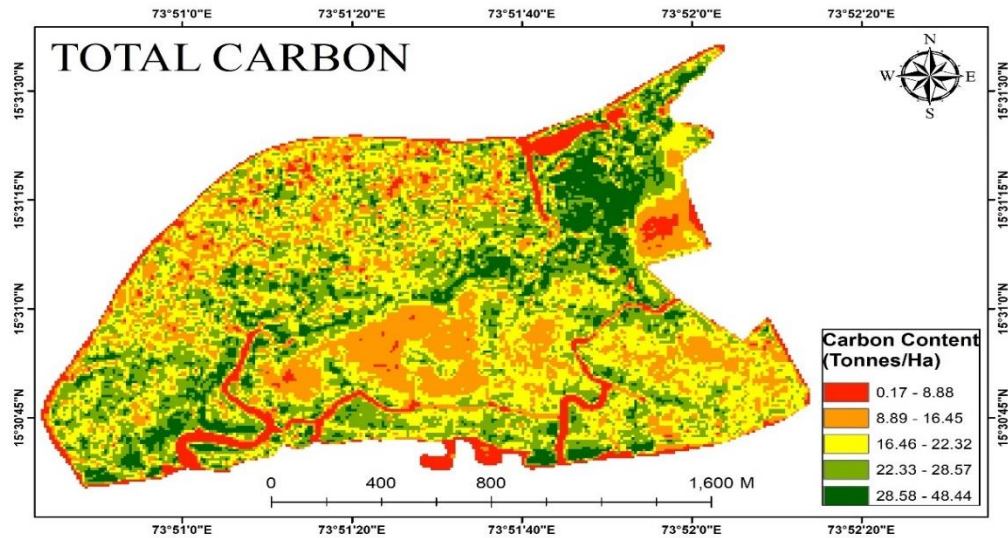 73°51'0"E 73°51'20"E 73°51'40"E 73°52'0"E 73°52'20"E
TOTAL CARBON
N
W E
S
15°31'30"N 15°31'30"N
15°31'15"N 15°31'15"N
15°31'0"N 15°31'0"N
15°30'45"N 15°30'45"N
Carbon Content
(Tonnes/Ha)
0.17 - 8.88
8.89 - 16.45
16.46 - 22.32
22.33 - 28.57
28.58 - 48.44
0 400 800 1,600 M
73°51'0"E 73°51'20"E 73°51'40"E 73°52'0"E 73°52'20"E